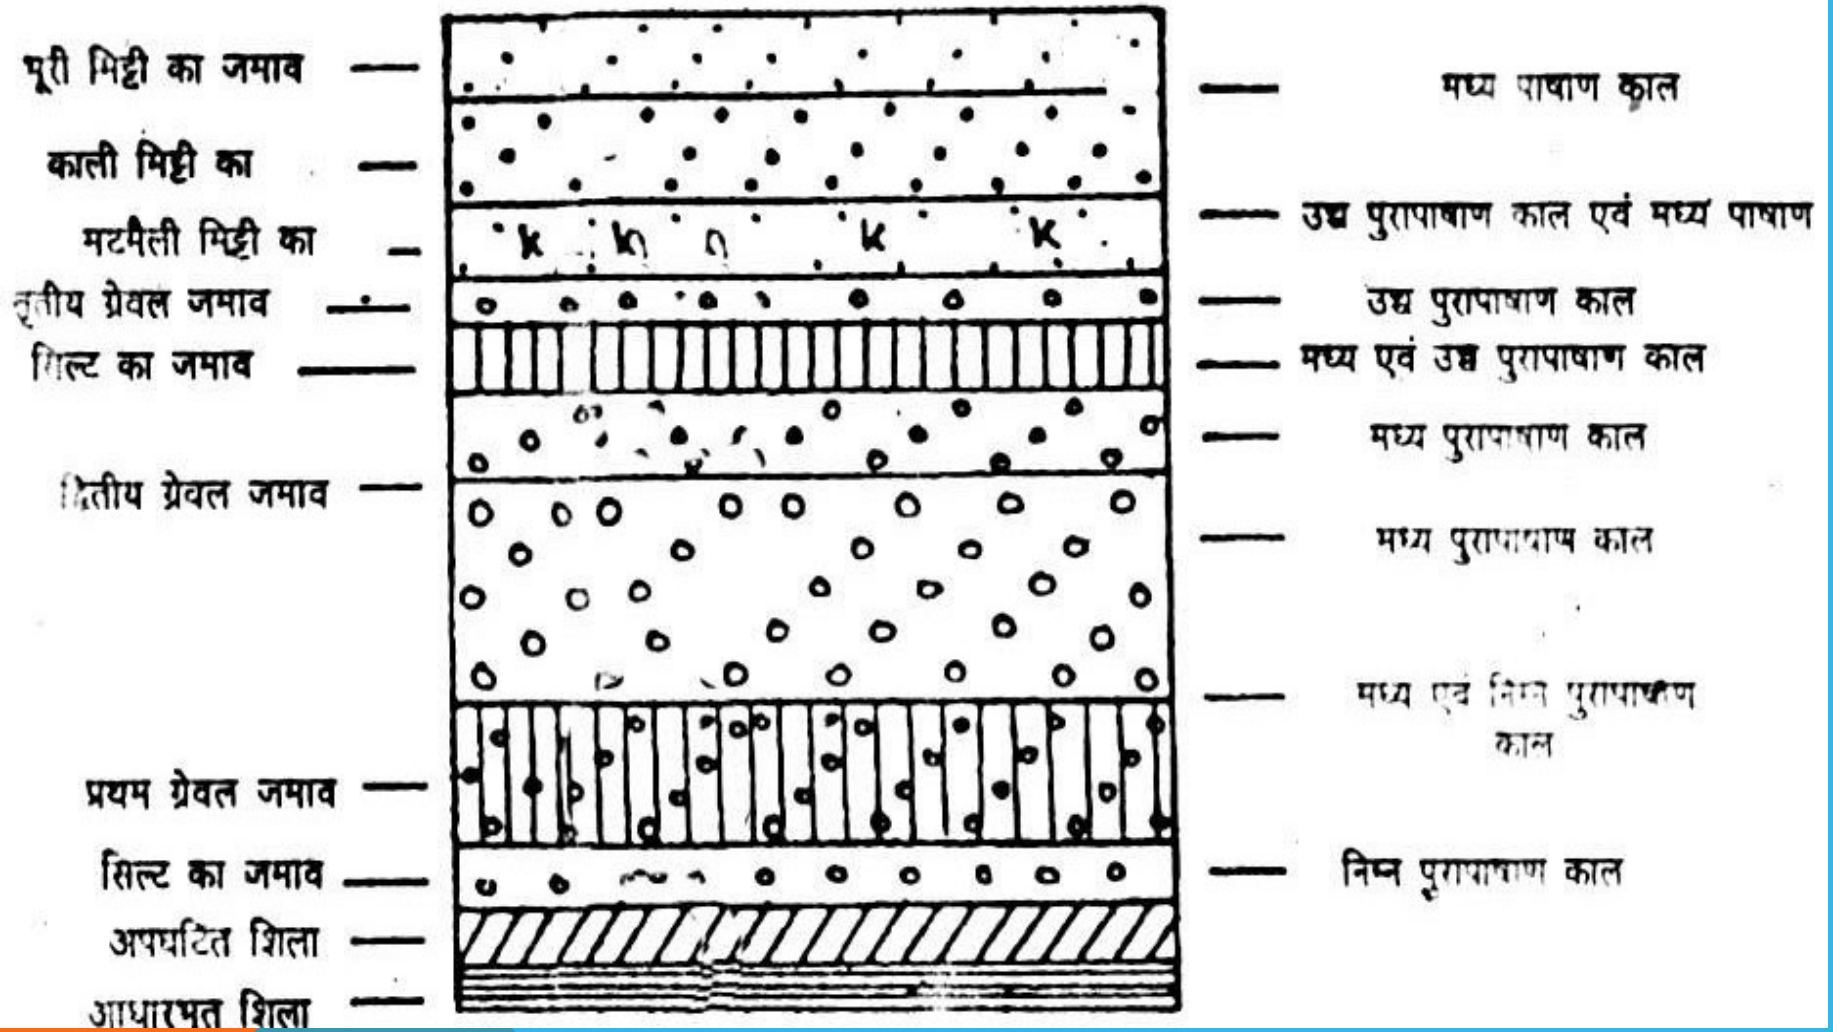 भूरी मिट्टी का जमाव
मध्य पाषाण काल
काली मिट्टी का
उच्च पुरापाषाण काल एवं मध्य पाषाण
मटमैली मिट्टी का
तृतीय ग्रेवल जमाव
उच्च पुरापाषाण काल
सिल्ट का जमाव
मध्य एवं उच्च पुरापाषाण काल
मध्य पुरापाषाण काल
द्वितीय ग्रेवल जमाव
मध्य पुरापाषाण काल
मध्य एवं निम्न पुरापाषाण
काल
प्रथम ग्रेवल जमाव
सिल्ट का जमाव
निम्न पुरापाषाण काल
अपघटित शिला
आधारभूत शिला